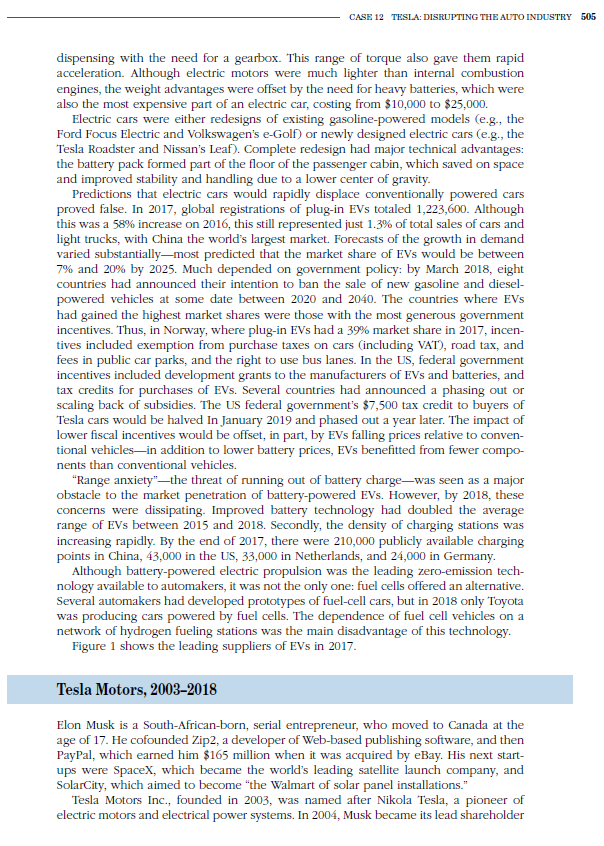 CASE 12 TESLA: DISRUPTING THE AUTO INDUSTRY 505
dispensing with the need for a gearbox. This range of torque also gave them rapid
acceleration. Although electric motors were much lighter than internal combustion
engines, the weight advantages were offset by the need for heavy batteries, which were
also the most expensive part of an electric car, costing from $10,000 to $25,000.
Electric cars were either redesigns of existing gasoline-powered models (e.g., the
Ford Focus Electric and Volkswagen's e-Golf) or newly designed electric cars (e.g., the
Tesla Roadster and Nissan's Leaf). Complete redesign had major technical advantages:
the battery pack formed part of the floor of the passenger cabin, which saved on space
and improved stability and handling due to a lower center of gravity.
Predictions that electric cars would rapidly displace conventionally powered cars
proved false. In 2017, global registrations of plug-in EVs totaled 1,223,600. Although
this was a 58% increase on 2016, this still represented just 1.3% of total sales of cars and
light trucks, with China the world's largest market. Forecasts of the growth in demand
varied substantially—most predicted that the market share of EVs would be between
7% and 20% by 2025. Much depended on government policy: by March 2018, eight
countries had announced their intention to ban the sale of new gasoline and diesel-
powered vehicles at some date between 2020 and 2040. The countries where EVs
had gained the highest market shares were those with the most generous government
incentives. Thus, in Norway, where plug-in EVs had a 39% market share in 2017, incen-
tives included exemption from purchase taxes on cars (including VAT), road tax, and
fees in public car parks, and the right to use bus lanes. In the US, federal government
incentives included development grants to the manufacturers of EVs and batteries, and
tax credits for purchases of EVs. Several countries had announced a phasing out or
scaling back of subsidies. The US federal government's $7,500 tax credit to buyers of
Tesla cars would be halved In January 2019 and phased out a year later. The impact of
lower fiscal incentives would be offset, in part, by EVs falling prices relative to conven-
tional vehicles—in addition to lower battery prices, EVs benefitted from fewer compo-
nents than conventional vehicles.
"Range anxiety"—the threat of running out of battery charge—was seen as a major
obstacle to the market penetration of battery-powered EVs. However, by 2018, these
concerns were dissipating. Improved battery technology had doubled the average
range of EVs between 2015 and 2018. Secondly, the density of charging stations was
increasing rapidly. By the end of 2017, there were 210,000 publicly available charging
points in China, 43,000 in the US, 33,000 in Netherlands, and 24,000 in Germany.
Although battery-powered electric propulsion was the leading zero-emission tech-
nology available to automakers, it was not the only one: fuel cells offered an alternative.
Several automakers had developed prototypes of fuel-cell cars, but in 2018 only Toyota
was producing cars powered by fuel cells. The dependence of fuel cell vehicles on a
network of hydrogen fueling stations was the main disadvantage of this technology.
Figure 1 shows the leading suppliers of EVs in 2017.
Tesla Motors, 2003–2018
Elon Musk is a South-African-born, serial entrepreneur, who moved to Canada at the
age of 17. He cofounded Zip2, a developer of Web-based publishing software, and then
PayPal, which earned him $165 million when it was acquired by eBay. His next start-
ups were SpaceX, which became the world's leading satellite launch company, and
SolarCity, which aimed to become "the Walmart of solar panel installations."
Tesla Motors Inc., founded in 2003, was named after Nikola Tesla, a pioneer of
electric motors and electrical power systems. In 2004, Musk became its lead shareholder